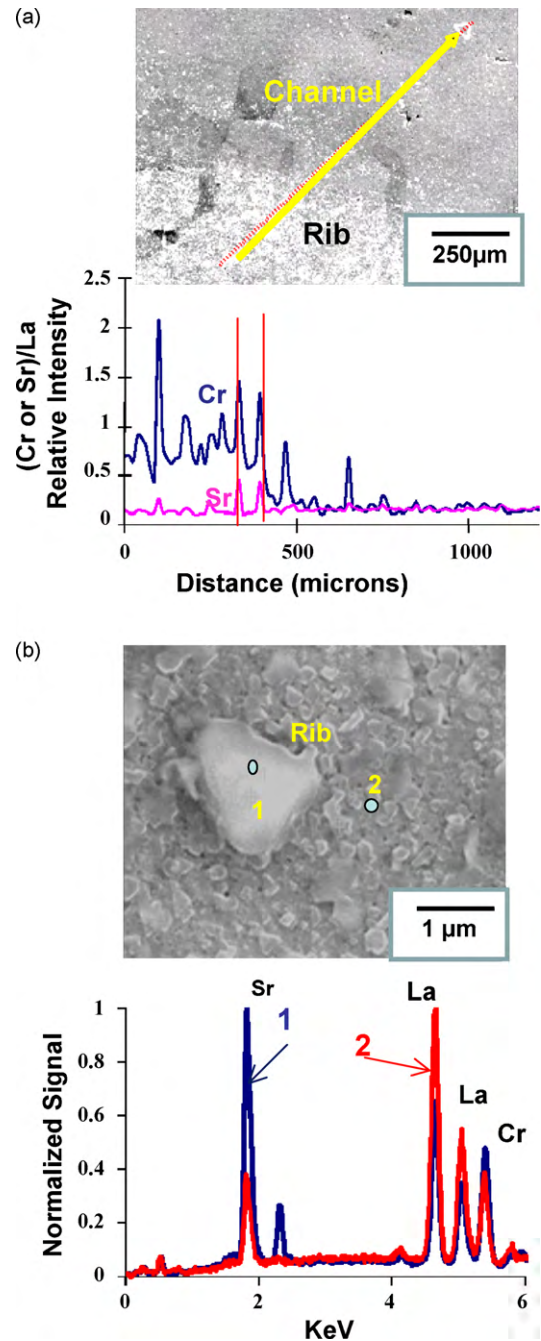 (a)
Channel
Rib
250µm
2.5
2
1.5
1
0.5
0
(Cr or Sr)/La
Relative Intensity
Cr
Sr
0
500
1000
Distance (microns)
(b)
Rib
1
2
1 µm
1
0.8
0.6
0.4
0.2
0
Normalized Signal
Sr
1
2
La
La
Cr
0
2
4
6
KeV